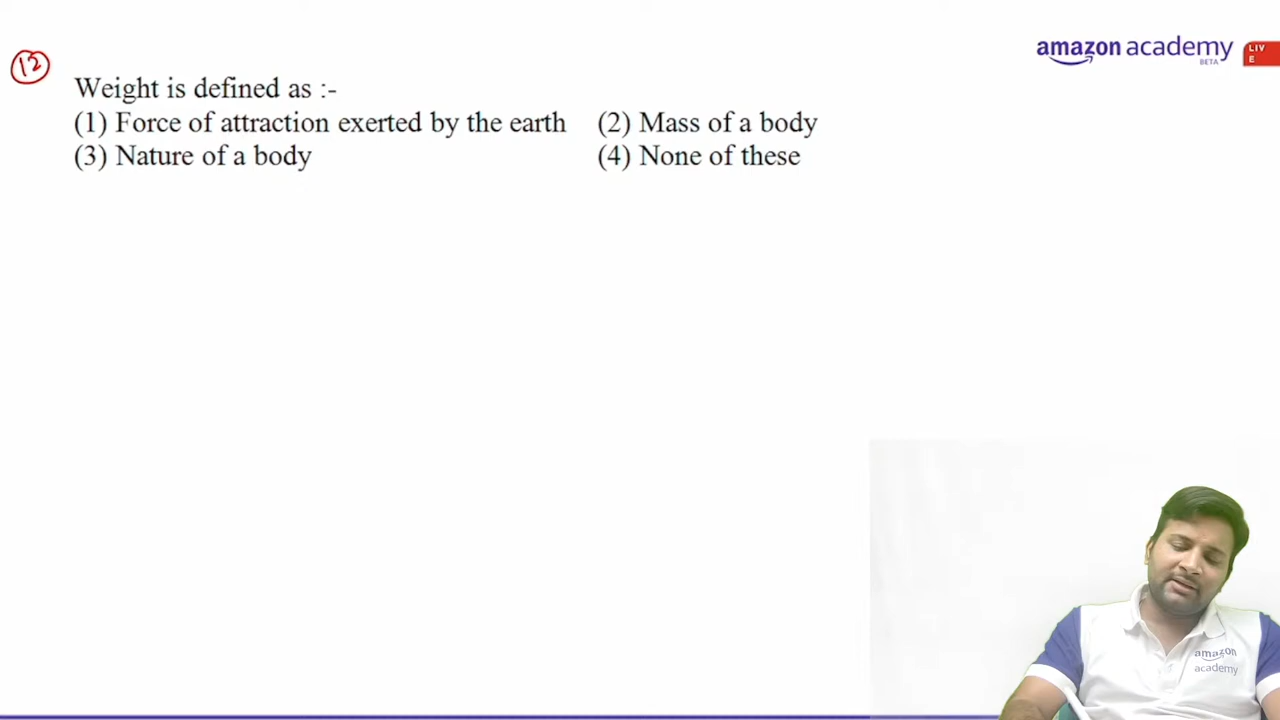 12
amazon academy
BETA
LIV
E
Weight is defined as :-
(1) Force of attraction exerted by the earth (2) Mass of a body
(3) Nature of a body (4) None of these
amazon
academy